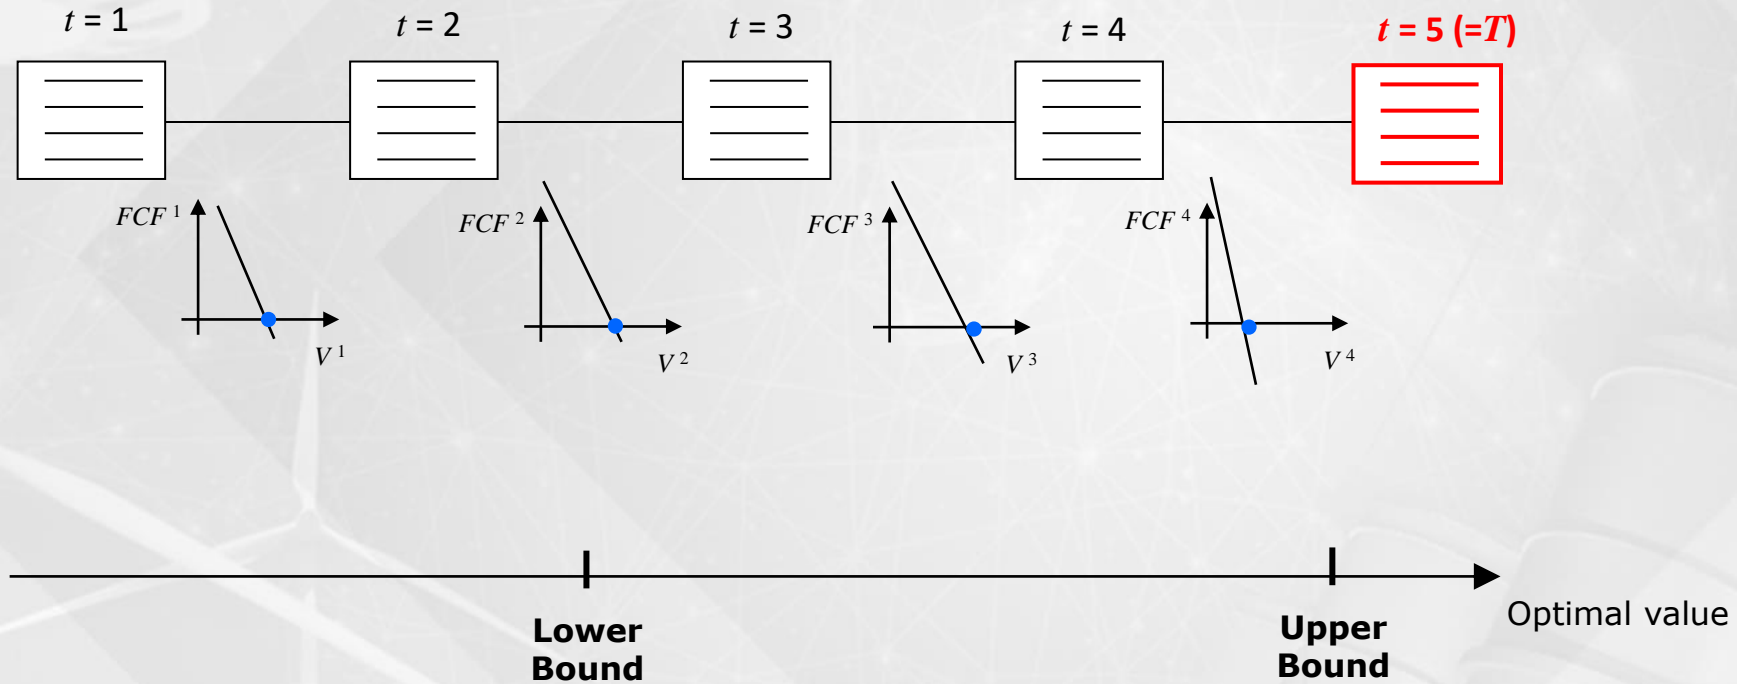 t = 1
t = 2
t = 3
t = 4
t = 5 (=T)
FCF 1
V 1
FCF 2
V 2
FCF 3
V 3
FCF 4
V 4
Lower
Bound
Upper
Bound
Optimal value